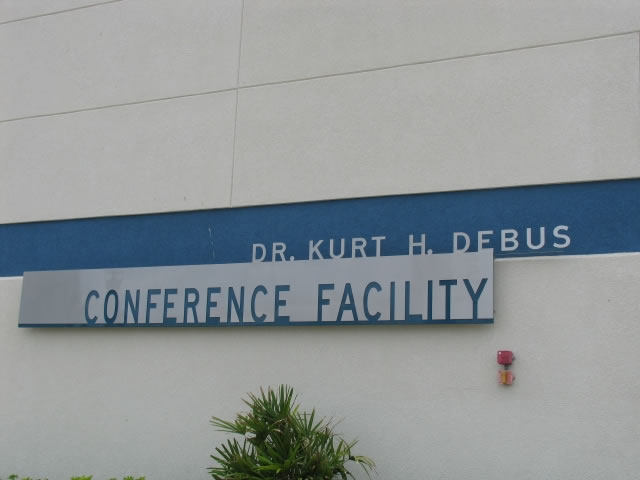 DR. KURT H. DEBUS
CONFERENCE FACILITY